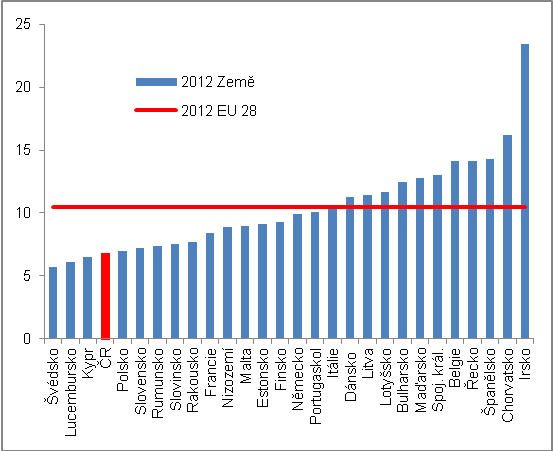 25
20
15
10
5
0
2012 Země
2012 EU 28
Švédsko
Lucembursko
Kypr
ČR
Polsko
Slovensko
Rumunsko
Slovinsko
Rakousko
Francie
Nizozemí
Malta
Estonsko
Finsko
Německo
Portugaskol
Itálie
Dánsko
Litva
Lotyšsko
Bulharsko
Maďarsko
Spoj. král.
Belgie
Řecko
Španělsko
Chorvatsko
Irsko